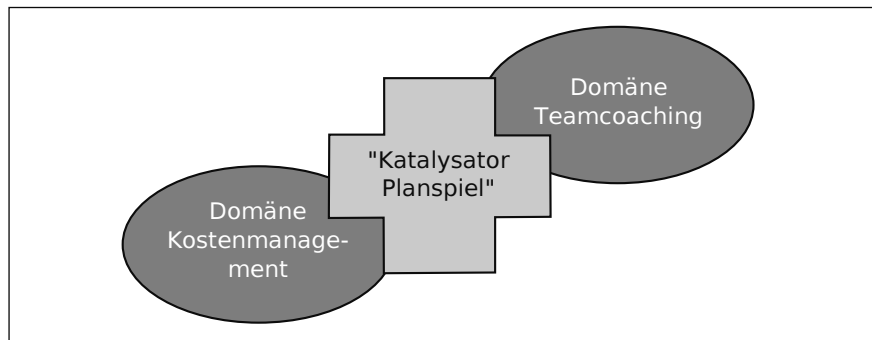 Domäne
Teamcoaching
"Katalysator
Planspiel"
Domäne
Kostenmanage-
ment